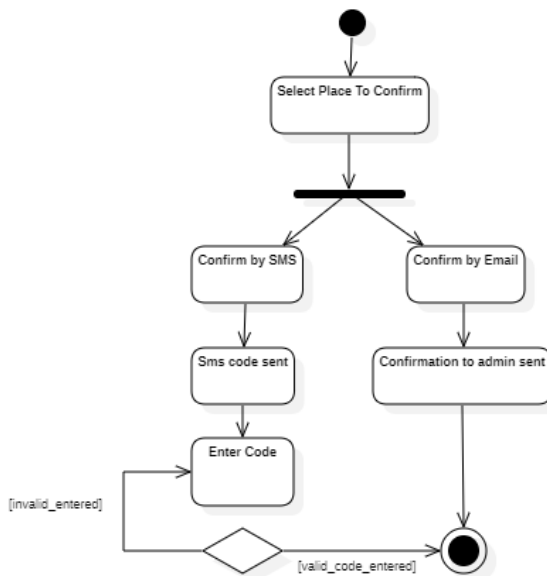 Select Place To Confirm
Confirm by SMS
Confirm by Email
Sms code sent
Confirmation to admin sent
Enter Code
[invalid_entered]
[valid_code_entered]